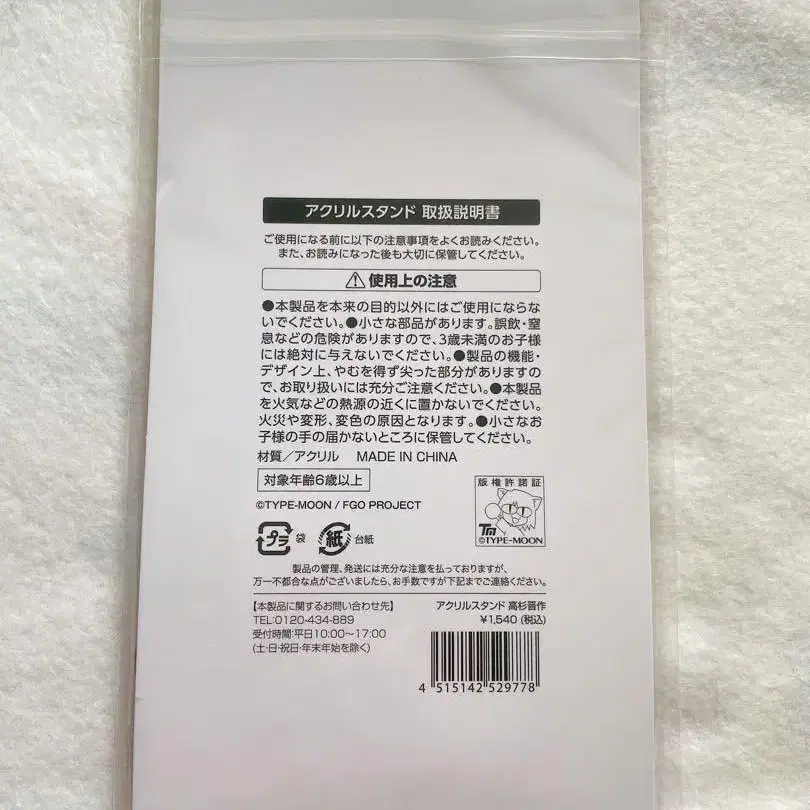 アクリルスタンド 取扱説明書
ご使用になる前に以下の注意事項をよくお読みください。
また、お読みになった後も大切に保管してください。
使用上の注意
●本製品を本来の目的以外にはご使用にならな
いでください。●小さな部品があります。誤飲・窒
息などの危険がありますので、3歳未満のお子様
には絶対に与えないでください。●製品の機能・
デザイン上、やむを得ず尖った部分がありますの
で、お取り扱いには充分ご注意ください。●本製品
を火気などの熱源の近くに置かないでください。
火災や変形、変色の原因となります。●小さなお
子様の手の届かないところに保管してください。
材質/アクリル MADE IN CHINA
対象年齢6歳以上
©TYPE-MOON / FGO PROJECT
版権許諾証
TM
©TYPE-MOON
プラ 袋 紙 台紙
製品の管理、発送には充分な注意を払っておりますが、
万一不都合な点がございましたら、お手数ですが下記までご連絡ください。
【本製品に関するお問い合わせ先】
TEL:0120-434-889
受付時間:平日10:00〜17:00
(土・日・祝日・年末年始を除く)
アクリルスタンド 高杉晋作
¥1,540 (税込)
4 515142 529778